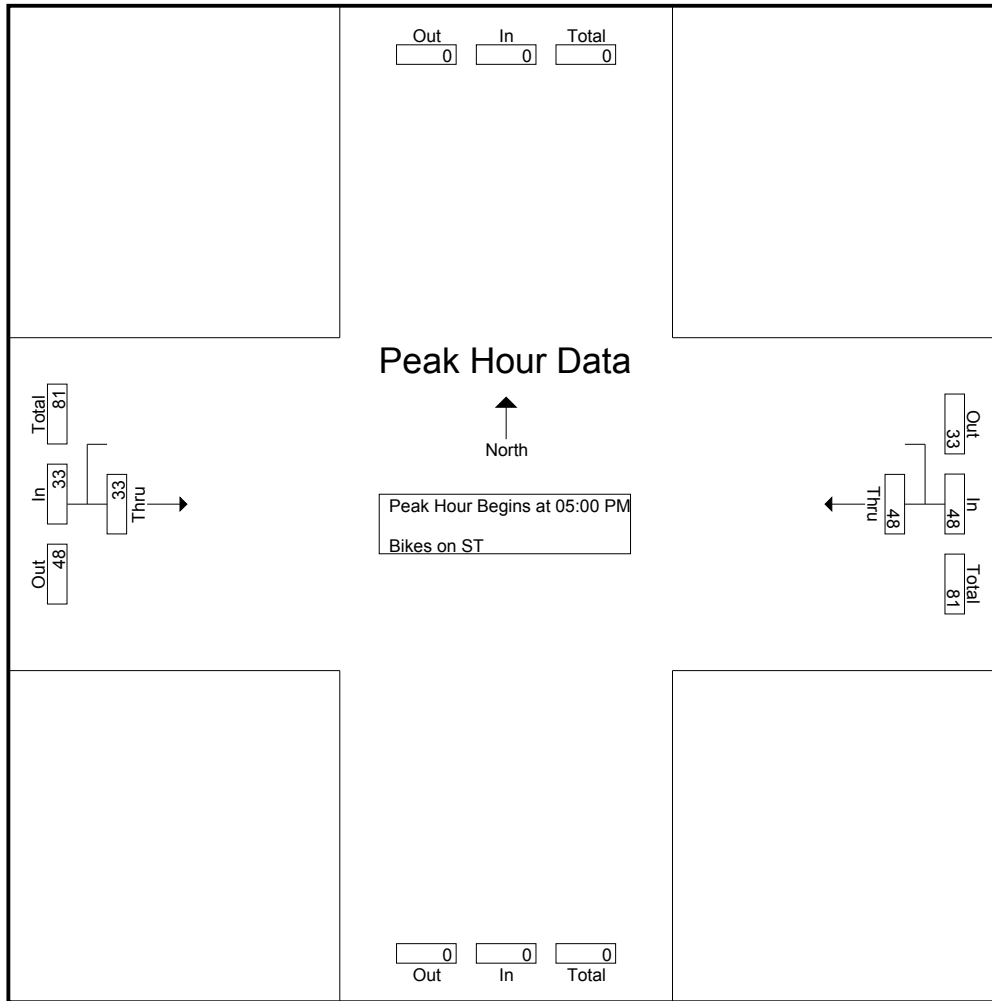 Out In Total
0 0 0
Peak Hour Data
North
Peak Hour Begins at 05:00 PM
Bikes on ST
Total
81
In
33
Out
48
33
Thru
Out
33
In
48
Total
81
48
Thru
0 0 0
Out In Total